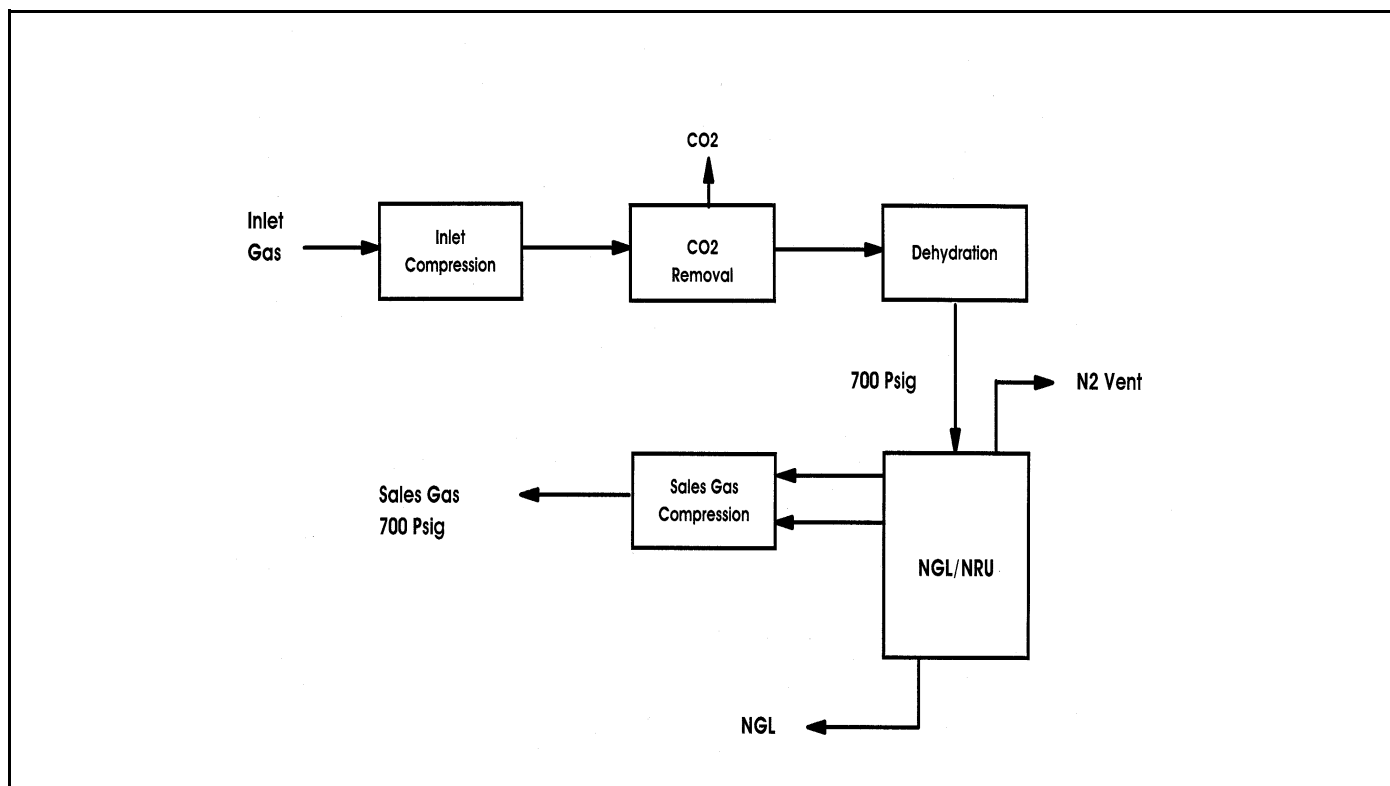 CO2
Inlet
Gas
Inlet
Compression
CO2
Removal
Dehydration
700 Psig
N2 Vent
Sales Gas
700 Psig
Sales Gas
Compression
NGL/NRU
NGL